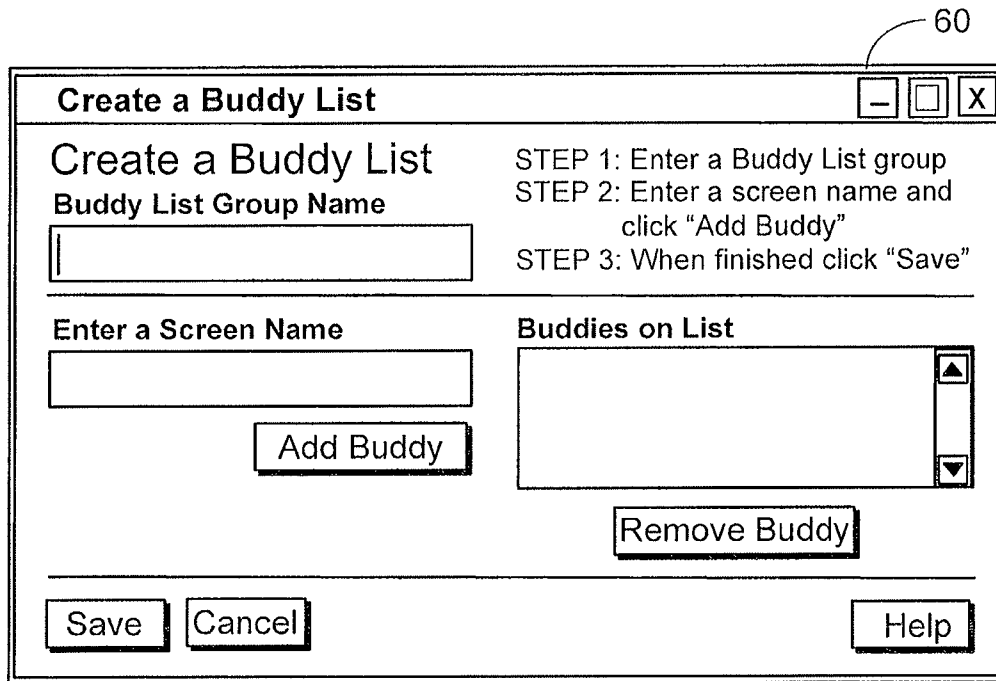 60
Create a Buddy List
X
Create a Buddy List
Buddy List Group Name
STEP 1: Enter a Buddy List group
STEP 2: Enter a screen name and
click “Add Buddy”
STEP 3: When finished click “Save”
Enter a Screen Name
Add Buddy
Buddies on List
Remove Buddy
Save
Cancel
Help